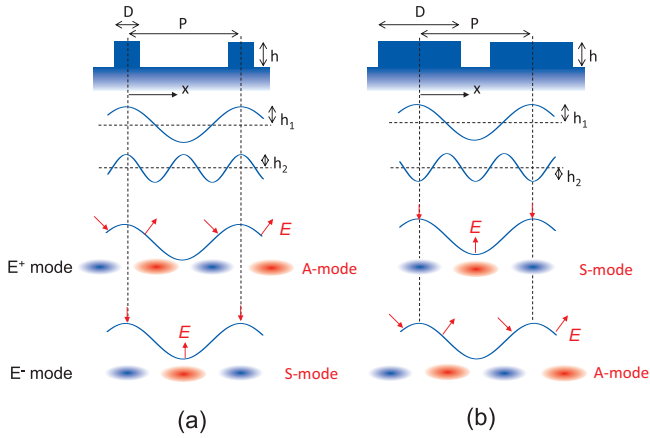 D
P
h
x
h1
h2
E
E+ mode
A-mode
E
E- mode
S-mode
(a)
D
P
h
x
h1
h2
E
S-mode
E
A-mode
(b)